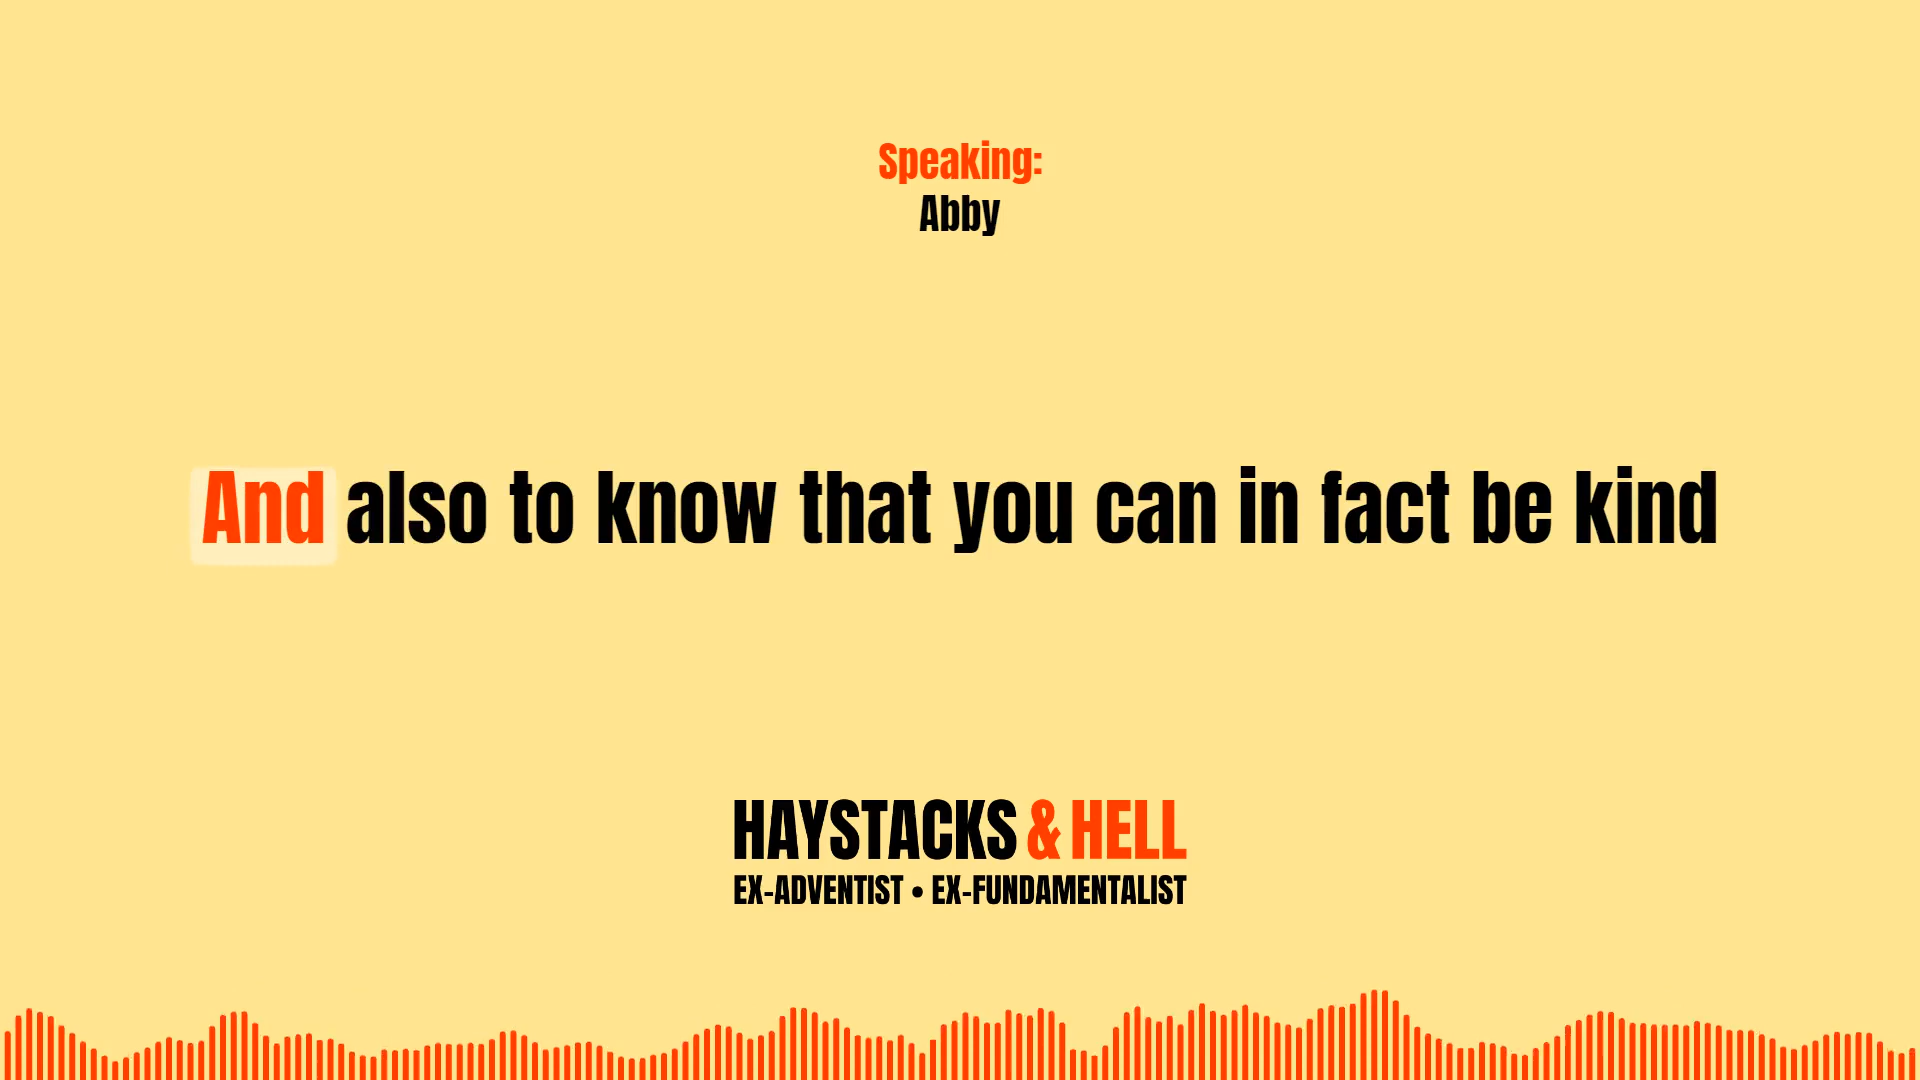 Speaking:
Abby
And also to know that you can in fact be kind
HAYSTACKS & HELL
EX-ADVENTIST • EX-FUNDAMENTALIST